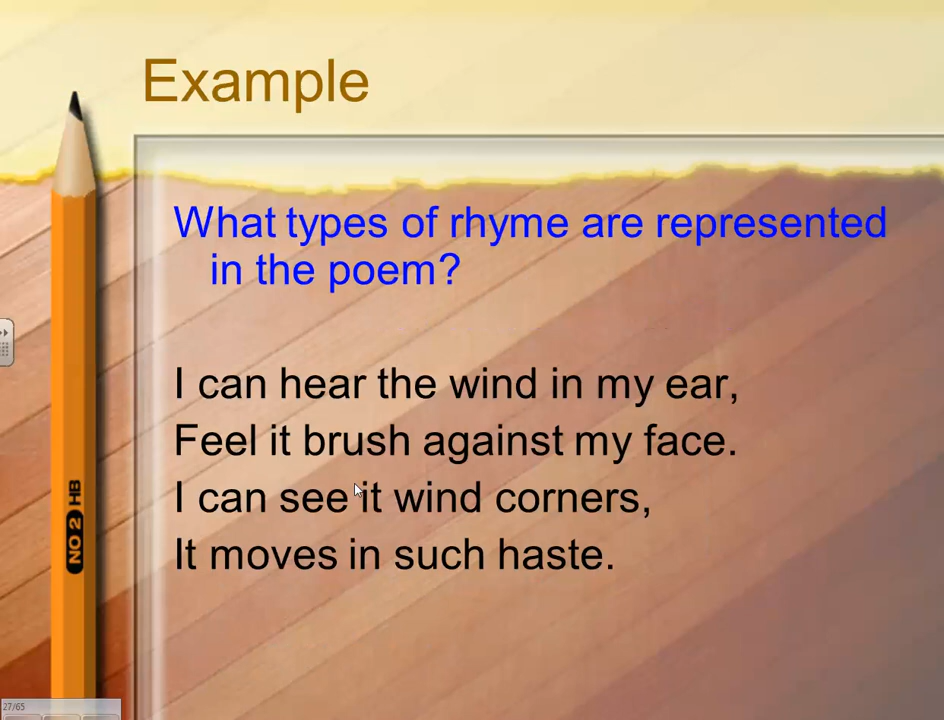 Example
What types of rhyme are represented
in the poem?
I can hear the wind in my ear,
Feel it brush against my face.
I can see it wind corners,
It moves in such haste.
NO 2 HB
27/65